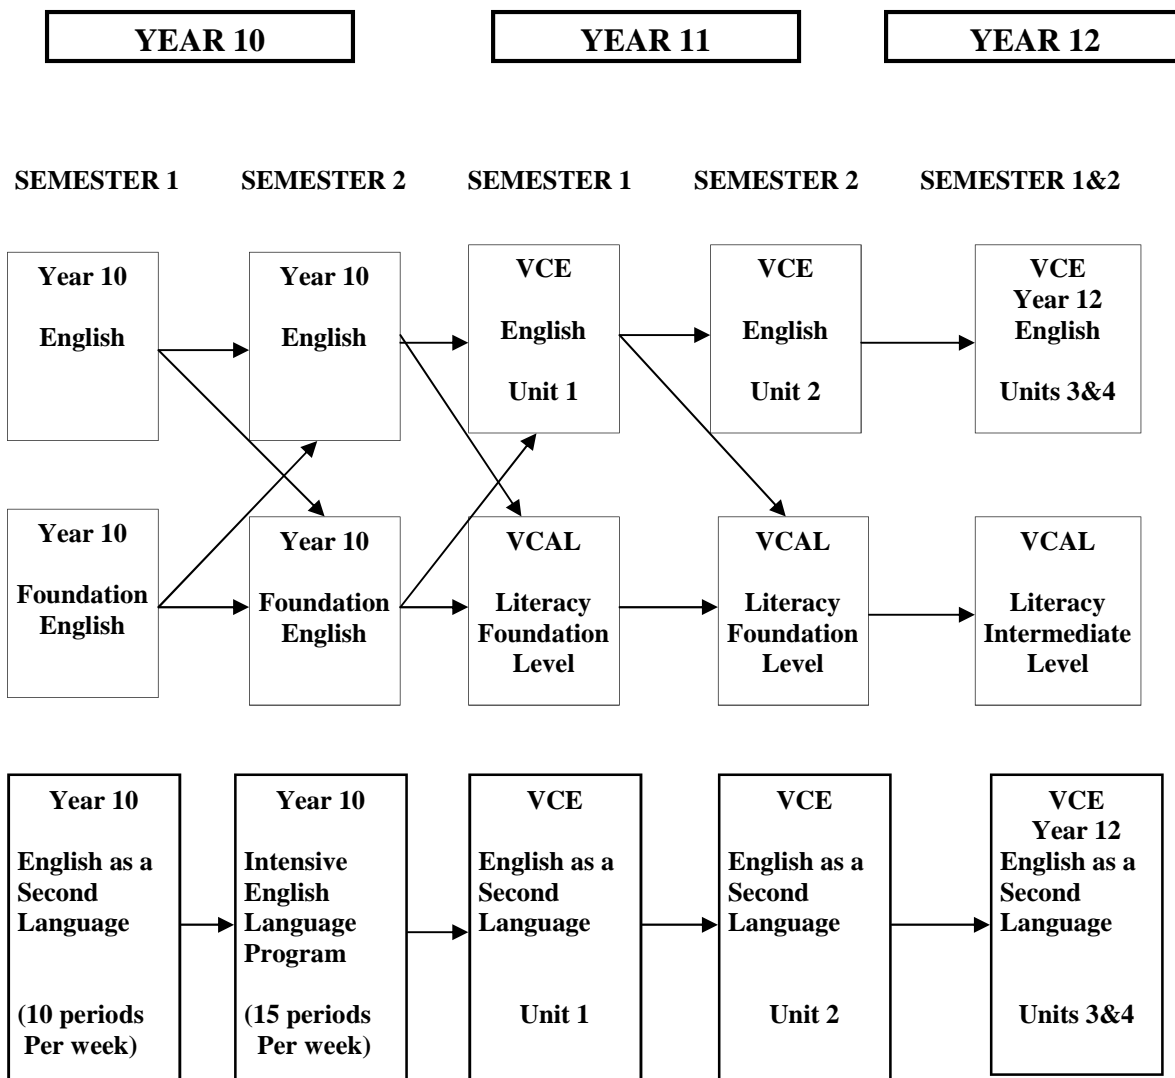 YEAR 10
YEAR 11
YEAR 12
SEMESTER 1
SEMESTER 2
SEMESTER 1
SEMESTER 2
SEMESTER 1&2
Year 10
English
Year 10
English
VCE
English
Unit 1
VCE
English
Unit 2
VCE
Year 12
English
Units 3&4
Year 10
Foundation
English
Year 10
Foundation
English
VCAL
Literacy
Foundation
Level
VCAL
Literacy
Foundation
Level
VCAL
Literacy
Intermediate
Level
Year 10
English as a
Second
Language
(10 periods
Per week)
Year 10
Intensive
English
Language
Program
(15 periods
Per week)
VCE
English as a
Second
Language
Unit 1
VCE
English as a
Second
Language
Unit 2
VCE
Year 12
English as a
Second
Language
Units 3&4